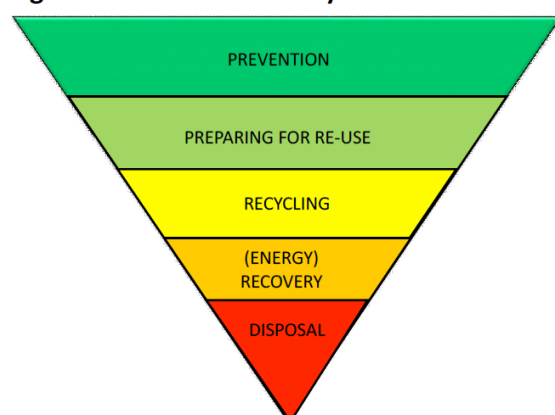 PREVENTION
PREPARING FOR RE-USE
RECYCLING
(ENERGY)
RECOVERY
DISPOSAL